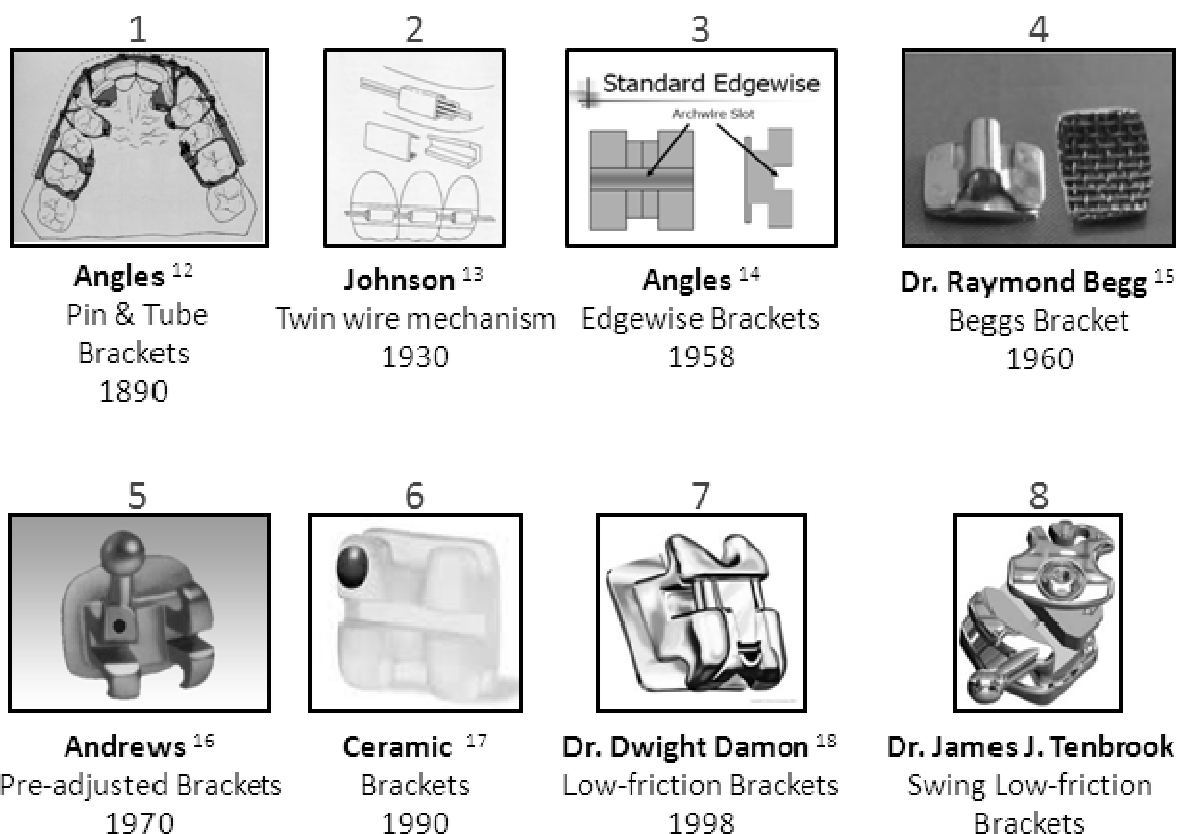 1
2
3
4
Standard Edgewise
Archwire Slot
Angles 12
Pin & Tube
Brackets
1890
Johnson 13
Twin wire mechanism
1930
Angles 14
Edgewise Brackets
1958
Dr. Raymond Begg 15
Beggs Bracket
1960
5
6
7
8
Andrews 16
Pre-adjusted Brackets
1970
Ceramic 17
Brackets
1990
Dr. Dwight Damon 18
Low-friction Brackets
1998
Dr. James J. Tenbrook
Swing Low-friction
Brackets